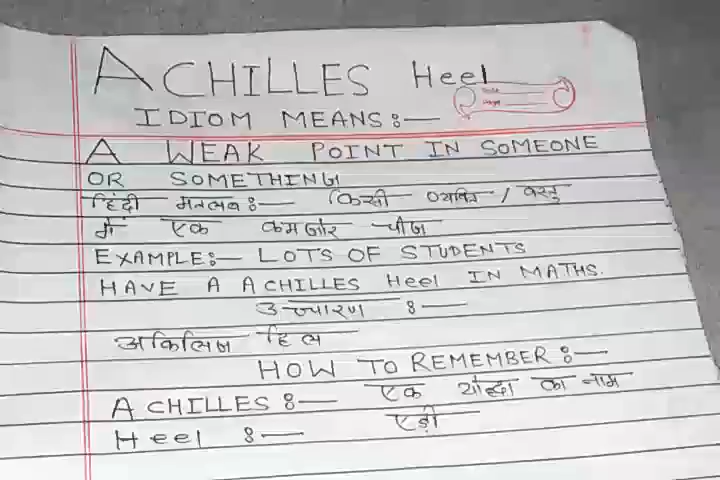 ACHILLES Heel
IDIOM MEANS:—
A WEAK POINT IN SOMEONE
OR SOMETHING
हिंदी मतलब:— किसी व्यक्ति / वस्तु
में एक कमजोर चीज
EXAMPLE:— LOTS OF STUDENTS
HAVE A ACHILLES Heel IN MATHS.
उच्चारण :—
अकिलिज हिल
HOW TO REMEMBER:—
ACHILLES:— एक योद्धा का नाम
Heel :— एड़ी